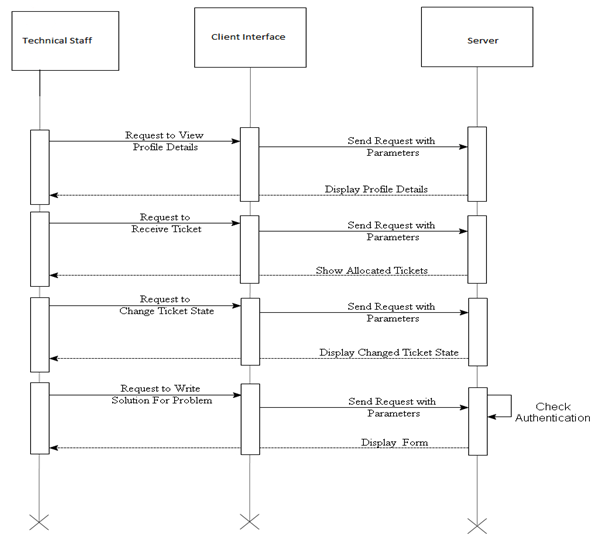 Technical Staff
Client Interface
Server
Request to View
Profile Details
Send Request with
Parameters
Display Profile Details
Request to
Receive Ticket
Send Request with
Parameters
Show Allocated Tickets
Request to
Change Ticket State
Send Request with
Parameters
Display Changed Ticket State
Request to Write
Solution For Problem
Send Request with
Parameters
Check
Authentication
Display Form